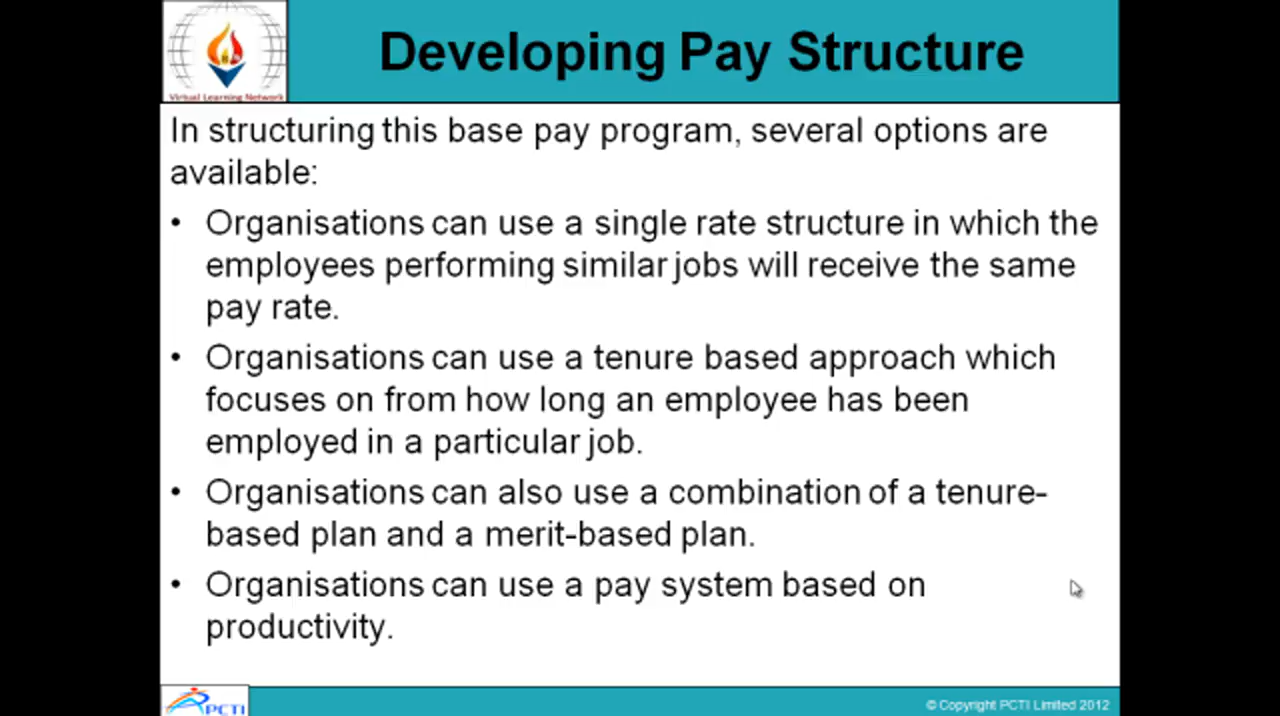 Virtual Learning Network
Developing Pay Structure
In structuring this base pay program, several options are
available:
• Organisations can use a single rate structure in which the
employees performing similar jobs will receive the same
pay rate.
• Organisations can use a tenure based approach which
focuses on from how long an employee has been
employed in a particular job.
• Organisations can also use a combination of a tenure-
based plan and a merit-based plan.
• Organisations can use a pay system based on
productivity.
PCTI
© Copyright PCTI Limited 2012